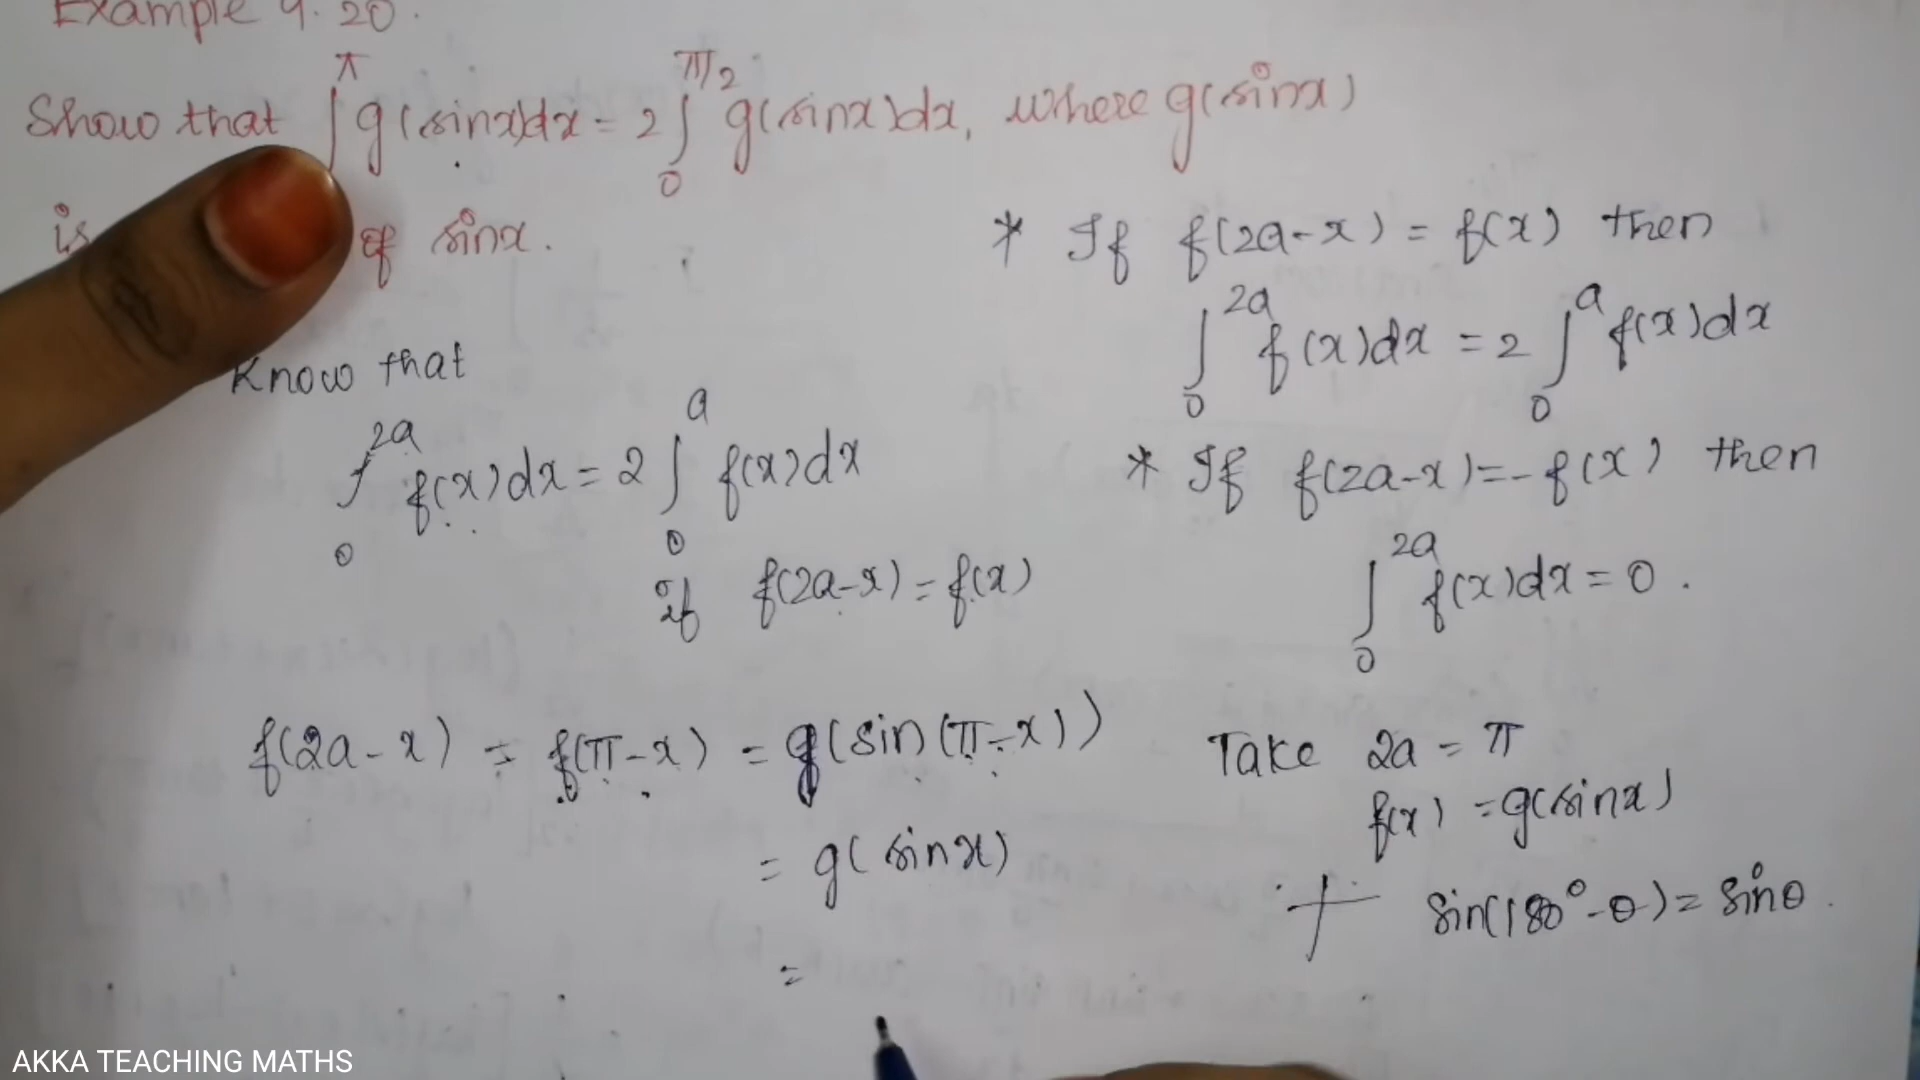 Example 9.20.
Show that ∫ π g(sinx)dx = 2 ∫ 0 π/2 g(sinx)dx, where g(sinx)
is of sinx.
Know that
∫ 0 2a f(x)dx = 2 ∫ 0 a f(x)dx
if f(2a-x) = f(x)
* If f(2a-x) = f(x) then
∫ 0 2a f(x)dx = 2 ∫ 0 a f(x)dx
* If f(2a-x) = -f(x) then
∫ 0 2a f(x)dx = 0.
f(2a-x) = f(π-x) = g(sin(π-x))
= g(sinx)
=
Take 2a = π
f(x) = g(sinx)
sin(180°-θ) = sinθ.
AKKA TEACHING MATHS